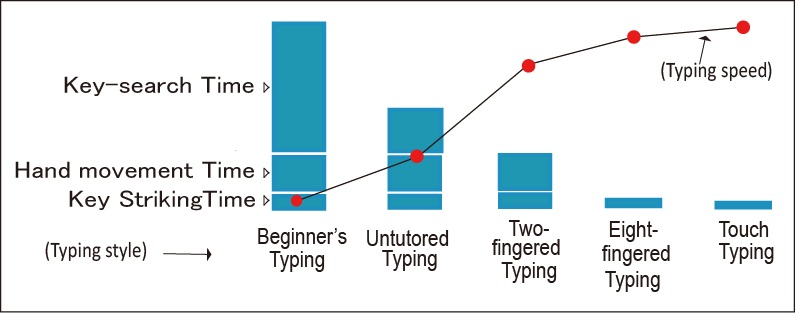 Key-search Time
(Typing speed)
Hand movement Time
Key StrikingTime
(Typing style)
Beginner's
Typing
Untutored
Typing
Two-
fingered
Typing
Eight-
fingered
Typing
Touch
Typing